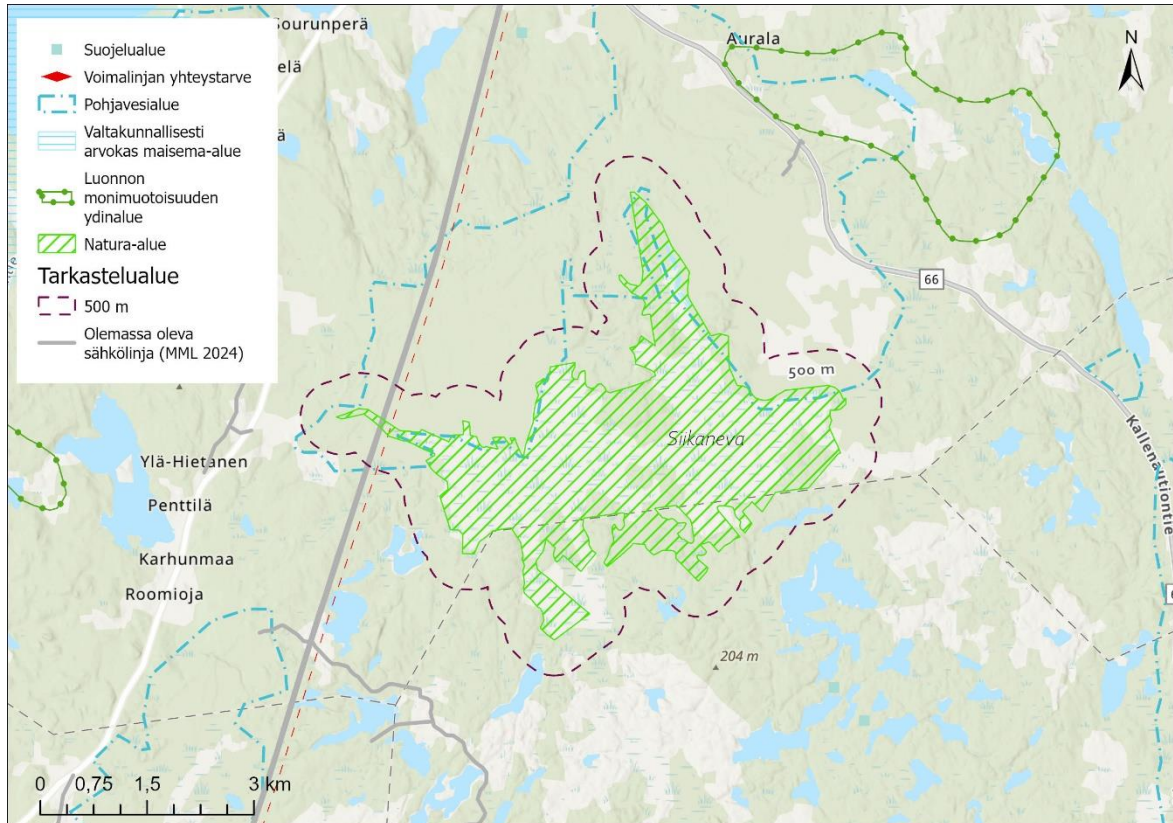 Suojelualue
Voimalinjan yhteystarve
Pohjavesialue
Valtakunnallisesti
arvokas maisema-alue
Luonnon
monimuotoisuuden
ydinalue
Natura-alue
Tarkastelualue
500 m
Olemassa oleva
sähkölinja (MML 2024)
Sourunperä
elä
ä
Aurala
N
66
500 m
Siikaneva
Kallenautiontie
Ylä-Hietanen
Penttilä
Karhunmaa
Roomioja
204 m
0 0,75 1,5 3 km